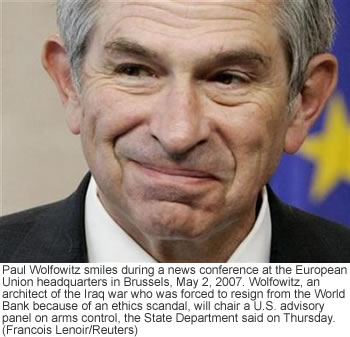 Paul Wolfowitz smiles during a news conference at the European
Union headquarters in Brussels, May 2, 2007. Wolfowitz, an
architect of the Iraq war who was forced to resign from the World
Bank because of an ethics scandal, will chair a U.S. advisory
panel on arms control, the State Department said on Thursday.
(Francois Lenoir/Reuters)